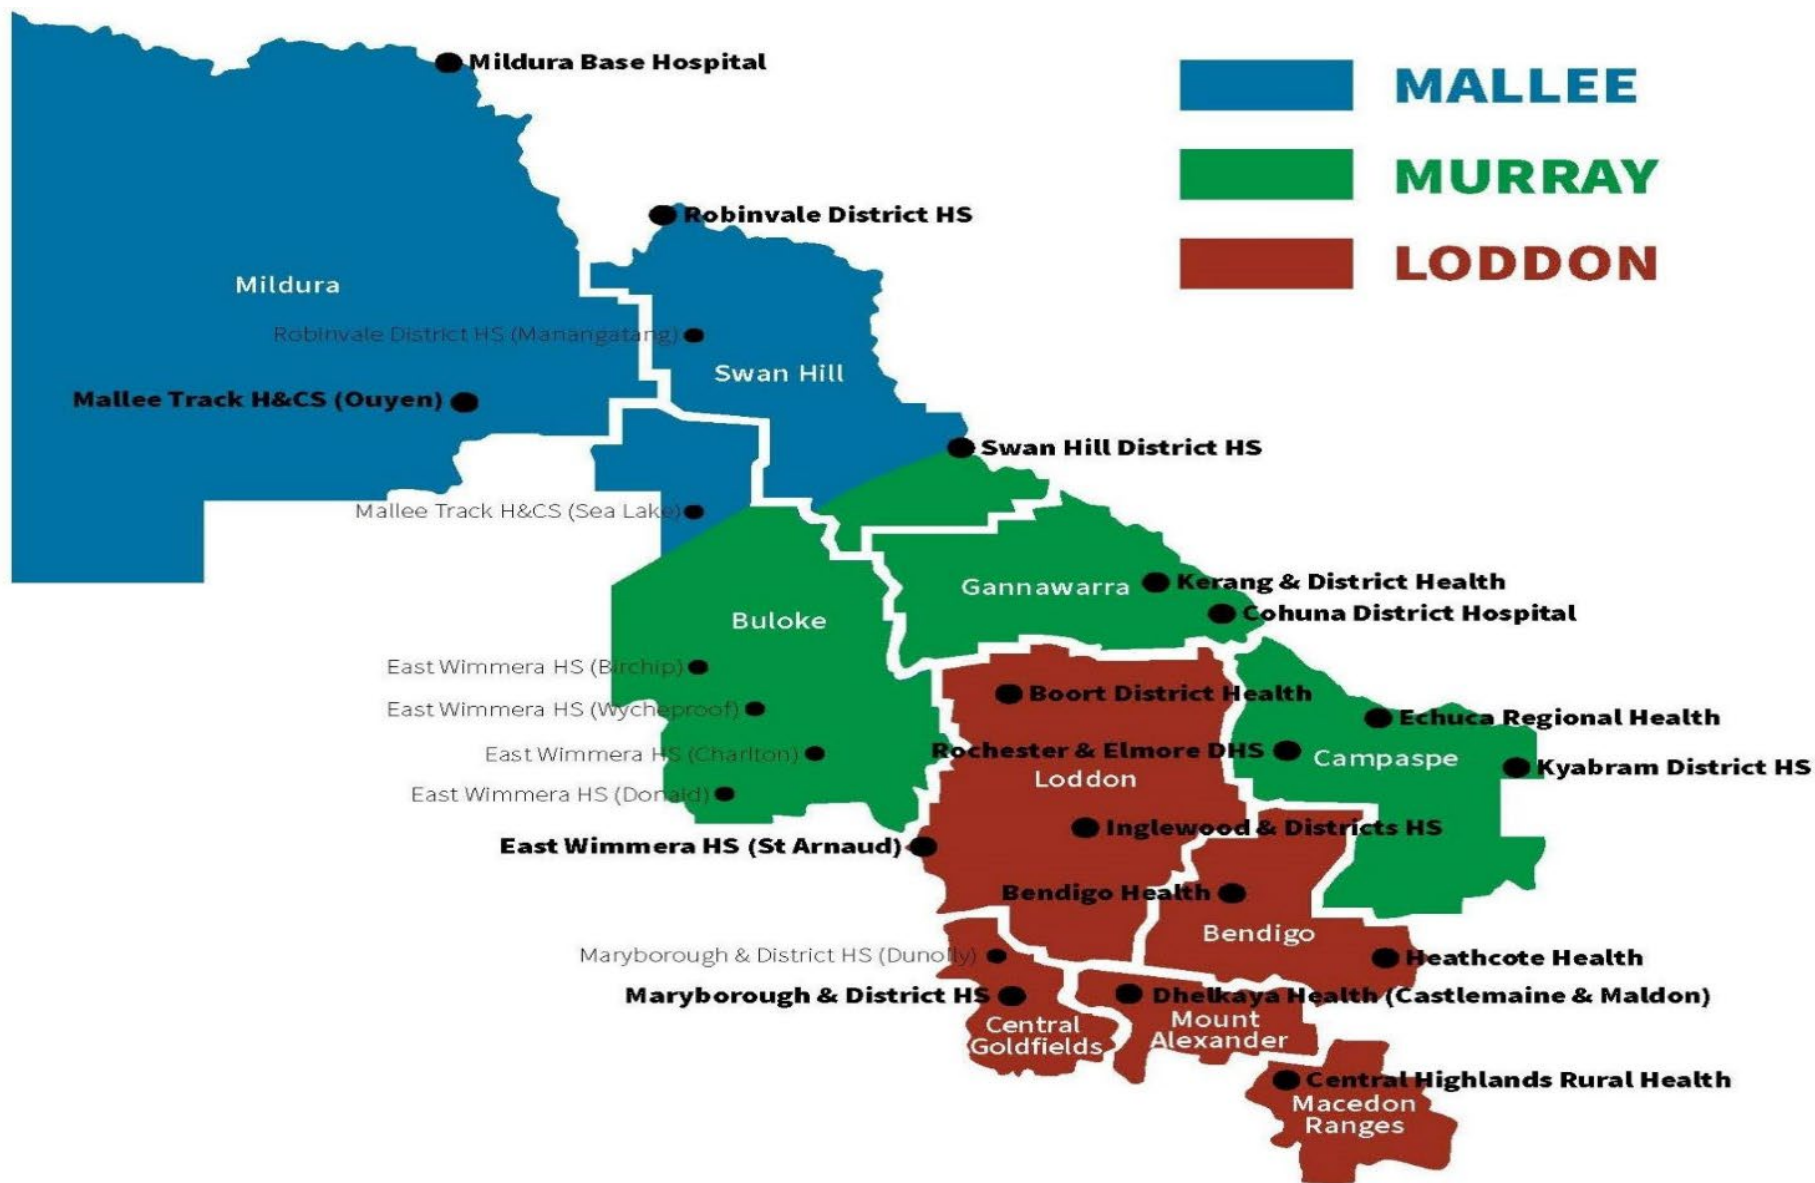 Mildura Base Hospital
MALLEE
MURRAY
Robinvale District HS
LODDON
Mildura
Robinvale District HS (Manangatang)
Swan Hill
Mallee Track H&CS (Ouyen)
Swan Hill District HS
Mallee Track H&CS (Sea Lake)
Gannawarra
Kerang & District Health
Cohuna District Hospital
Buloke
East Wimmera HS (Birchip)
Boort District Health
East Wimmera HS (Wycheproof)
Echuca Regional Health
East Wimmera HS (Charlton)
Rochester & Elmore DHS
Campaspe
Kyabram District HS
Loddon
East Wimmera HS (Donald)
Inglewood & Districts HS
East Wimmera HS (St Arnaud)
Bendigo Health
Bendigo
Maryborough & District HS (Dunolly)
Heathcote Health
Maryborough & District HS
Dhelkaya Health (Castlemaine & Maldon)
Central
Goldfields
Mount
Alexander
Central Highlands Rural Health
Macedon
Ranges